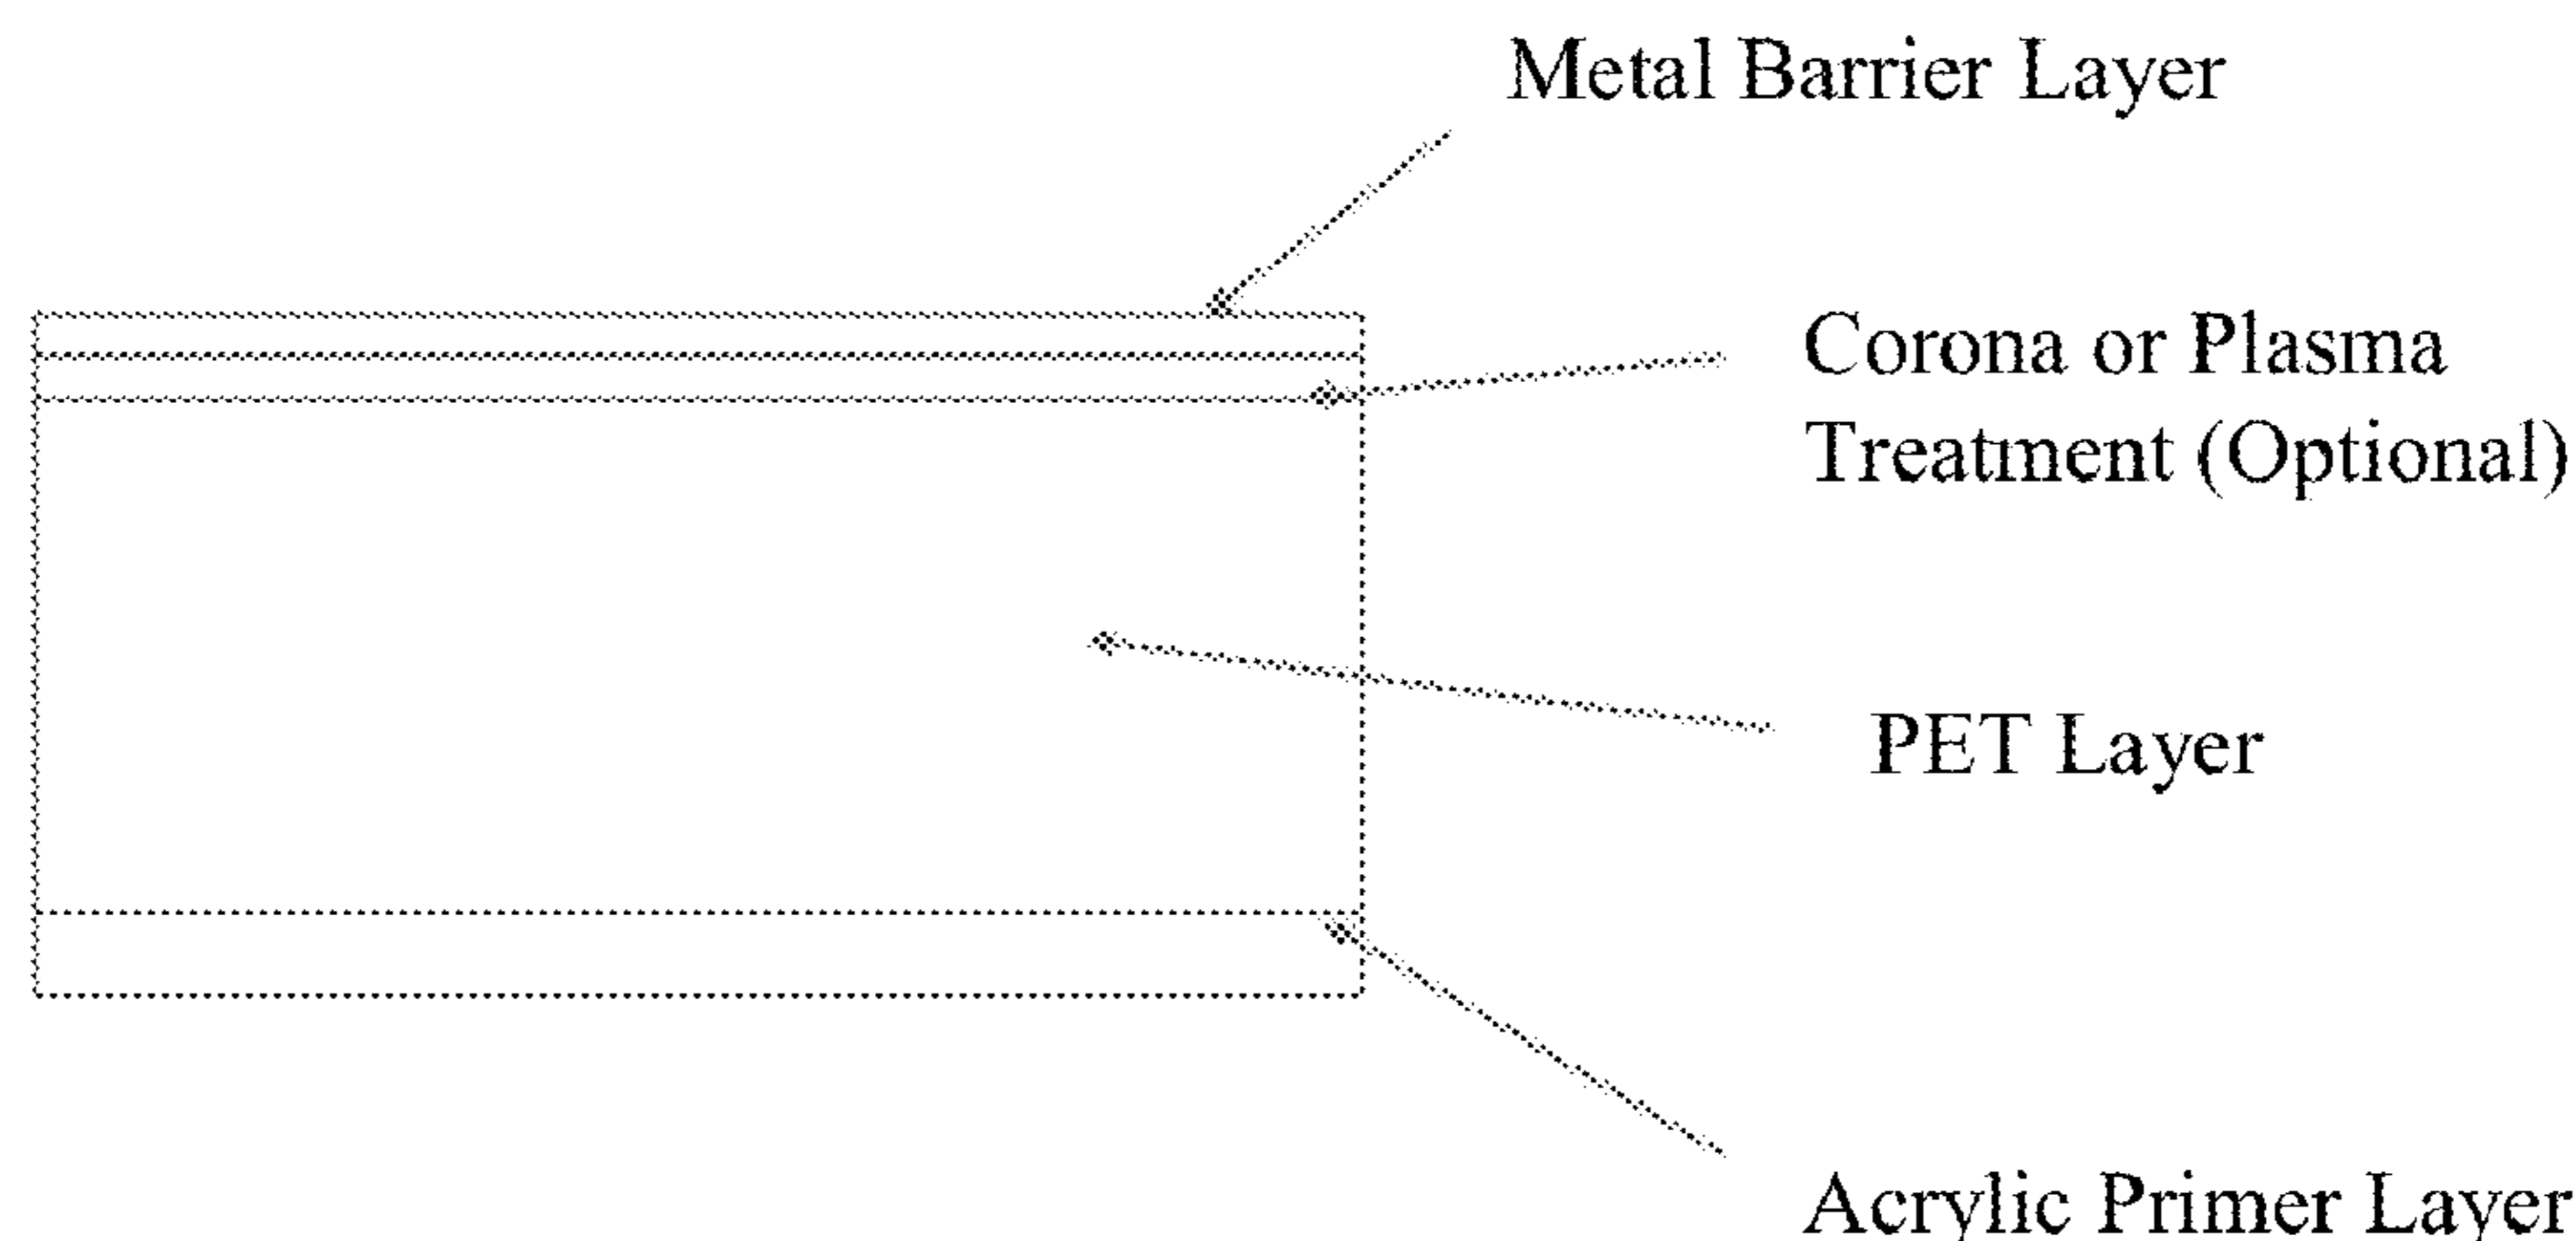 Metal Barrier Layer
Corona or Plasma
Treatment (Optional)
PET Layer
Acrylic Primer Layer